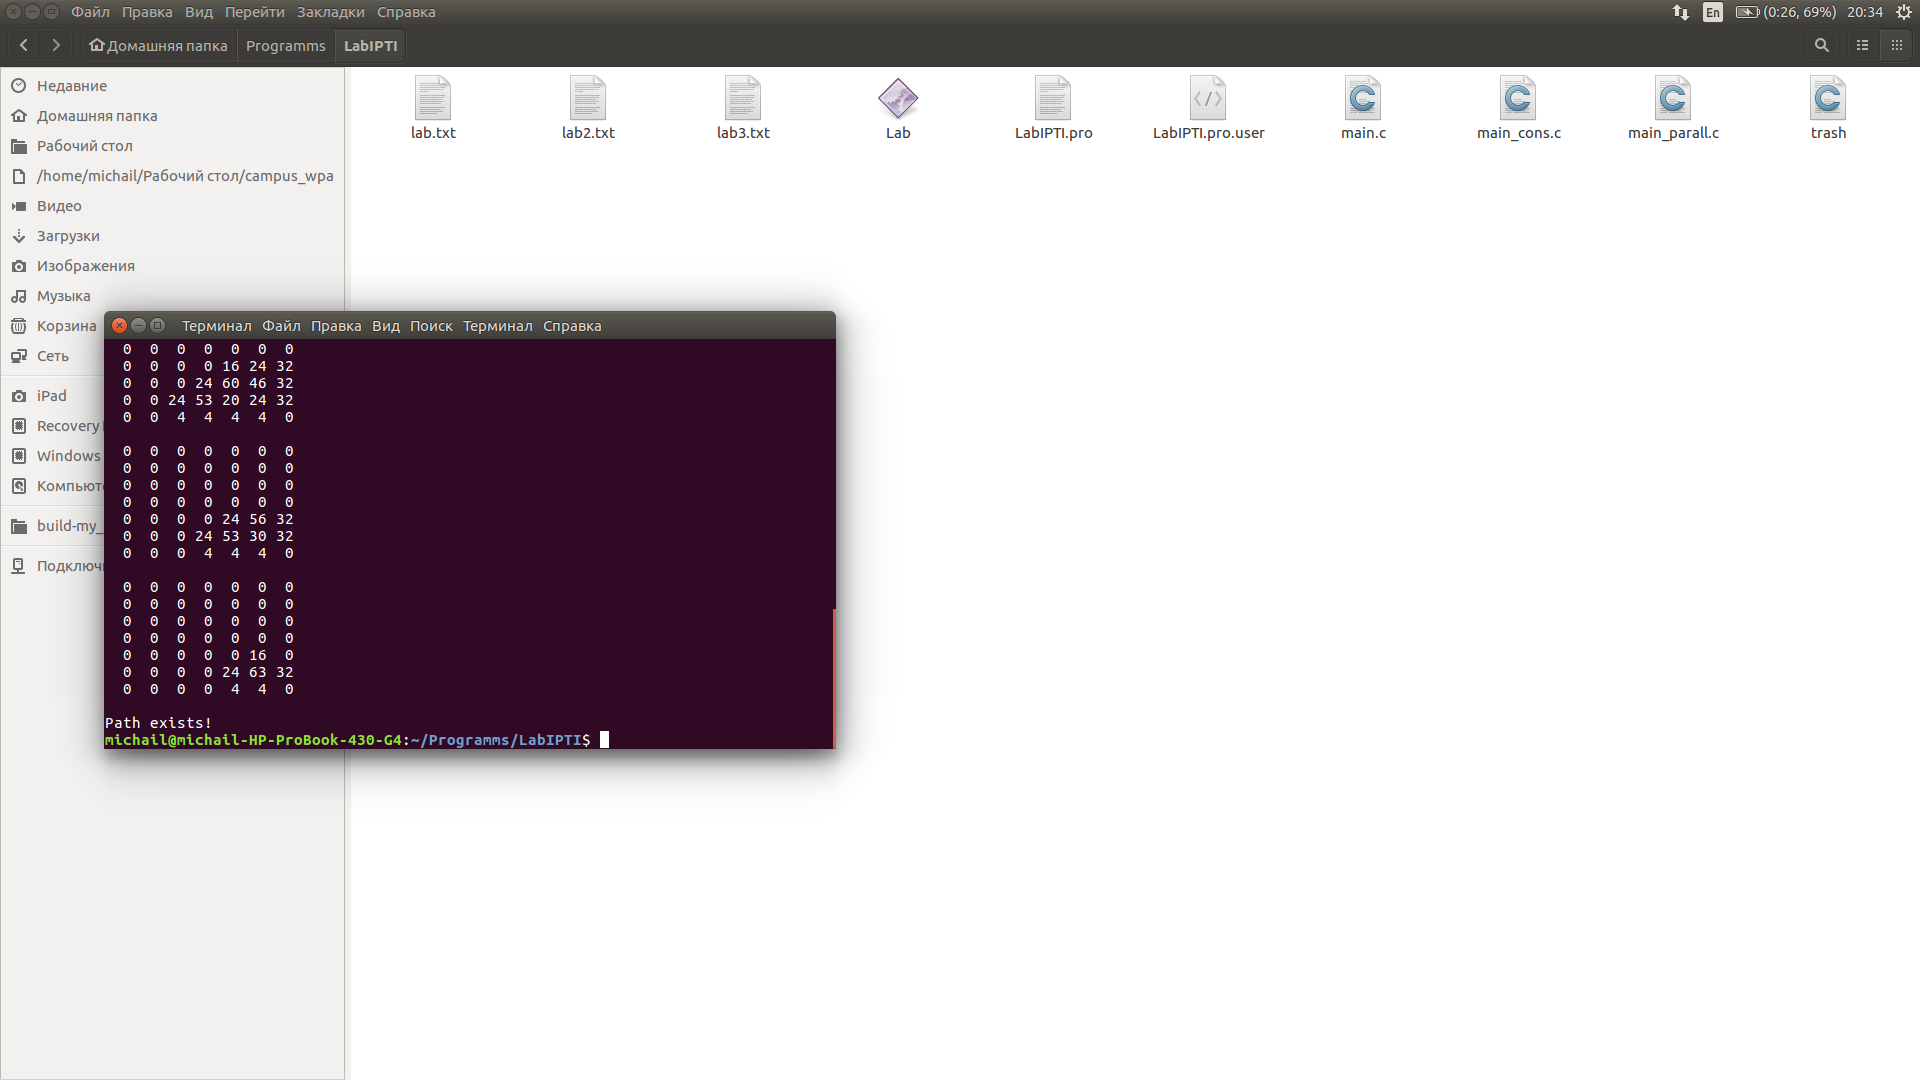 Файл Правка Вид Перейти Закладки Справка En (0:26, 69%) 20:34
Домашняя папка Programms LabIPTI
Недавние
Домашняя папка
Рабочий стол
/home/michail/Рабочий стол/campus_wpa
Видео
Загрузки
Изображения
Музыка
Корзина
Сеть
iPad
Recovery
Windows
Компьют
build-my_
Подключ
lab.txt lab2.txt lab3.txt Lab LabIPTI.pro LabIPTI.pro.user main.c main_cons.c main_parall.c trash
Терминал Файл Правка Вид Поиск Терминал Справка
0 0 0 0 0 0 0
0 0 0 0 16 24 32
0 0 0 24 60 46 32
0 0 24 53 20 24 32
0 0 4 4 4 4 0
0 0 0 0 0 0 0
0 0 0 0 0 0 0
0 0 0 0 0 0 0
0 0 0 0 0 0 0
0 0 0 0 24 56 32
0 0 0 24 53 30 32
0 0 0 4 4 4 0
0 0 0 0 0 0 0
0 0 0 0 0 0 0
0 0 0 0 0 0 0
0 0 0 0 0 0 0
0 0 0 0 0 16 0
0 0 0 0 24 63 32
0 0 0 0 4 4 0
Path exists!
michail@michail-HP-ProBook-430-G4:~/Programms/LabIPTI$